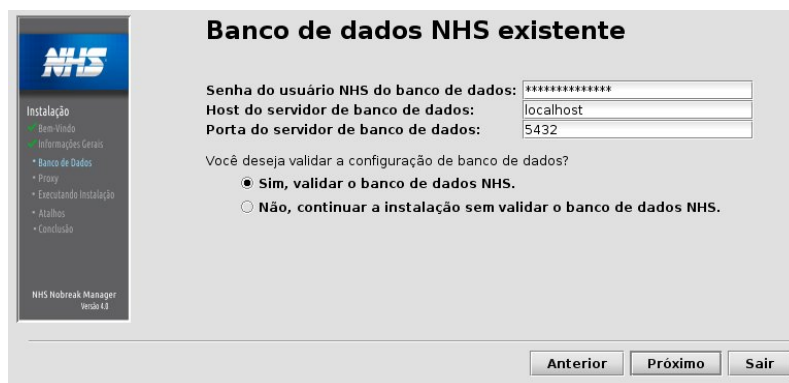 NHS
Instalação
Bem-Vindo
Informações Gerais
• Banco de Dados
• Proxy
• Executando Instalação
• Atalhos
• Conclusão
NHS Nobreak Manager
Versão 4.0
Banco de dados NHS existente
Senha do usuário NHS do banco de dados: **************
Host do servidor de banco de dados: localhost
Porta do servidor de banco de dados: 5432
Você deseja validar a configuração de banco de dados?
Sim, validar o banco de dados NHS.
Não, continuar a instalação sem validar o banco de dados NHS.
Anterior Próximo Sair